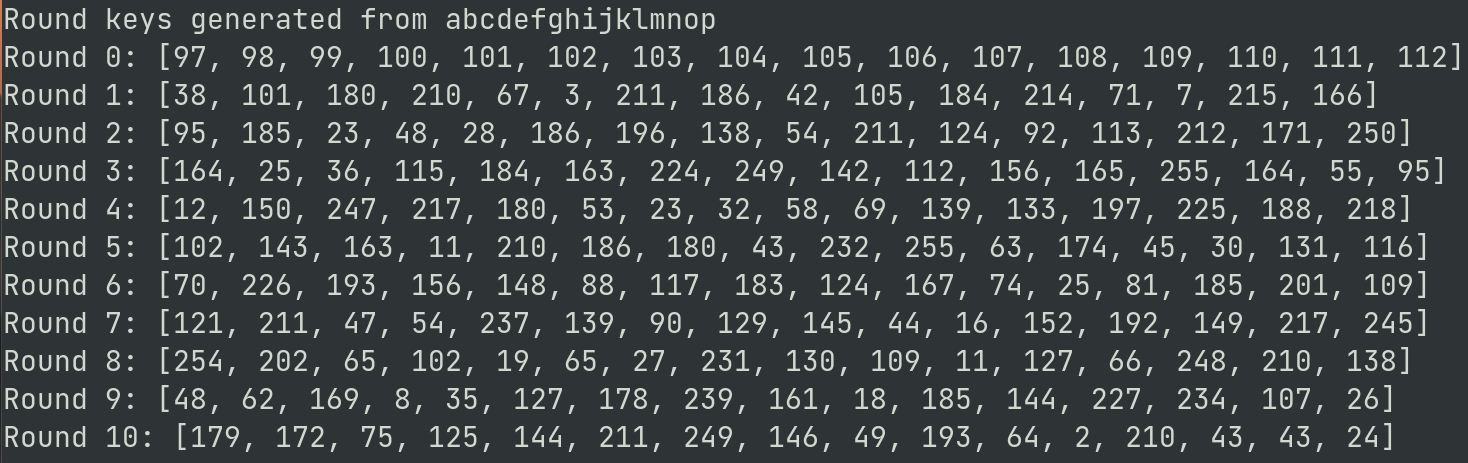 Round keys generated from abcdefghijklmnop
Round 0: [97, 98, 99, 100, 101, 102, 103, 104, 105, 106, 107, 108, 109, 110, 111, 112]
Round 1: [38, 101, 180, 210, 67, 3, 211, 186, 42, 105, 184, 214, 71, 7, 215, 166]
Round 2: [95, 185, 23, 48, 28, 186, 196, 138, 54, 211, 124, 92, 113, 212, 171, 250]
Round 3: [164, 25, 36, 115, 184, 163, 224, 249, 142, 112, 156, 165, 255, 164, 55, 95]
Round 4: [12, 150, 247, 217, 180, 53, 23, 32, 58, 69, 139, 133, 197, 225, 188, 218]
Round 5: [102, 143, 163, 11, 210, 186, 180, 43, 232, 255, 63, 174, 45, 30, 131, 116]
Round 6: [70, 226, 193, 156, 148, 88, 117, 183, 124, 167, 74, 25, 81, 185, 201, 109]
Round 7: [121, 211, 47, 54, 237, 139, 90, 129, 145, 44, 16, 152, 192, 149, 217, 245]
Round 8: [254, 202, 65, 102, 19, 65, 27, 231, 130, 109, 11, 127, 66, 248, 210, 138]
Round 9: [48, 62, 169, 8, 35, 127, 178, 239, 161, 18, 185, 144, 227, 234, 107, 26]
Round 10: [179, 172, 75, 125, 144, 211, 249, 146, 49, 193, 64, 2, 210, 43, 43, 24]